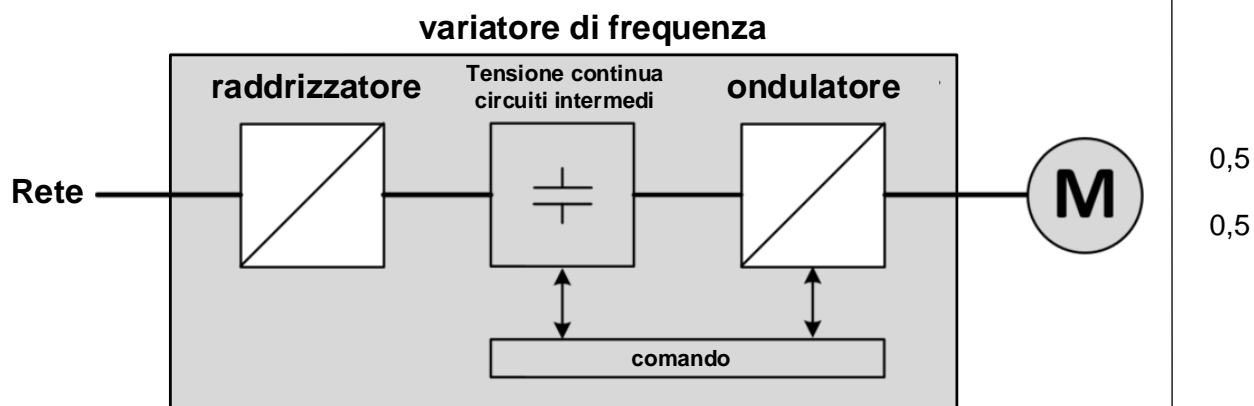 variatore di frequenza
raddrizzatore
Tensione continua
circuiti intermedi
ondulatore
Rete
M
0,5
0,5
comando